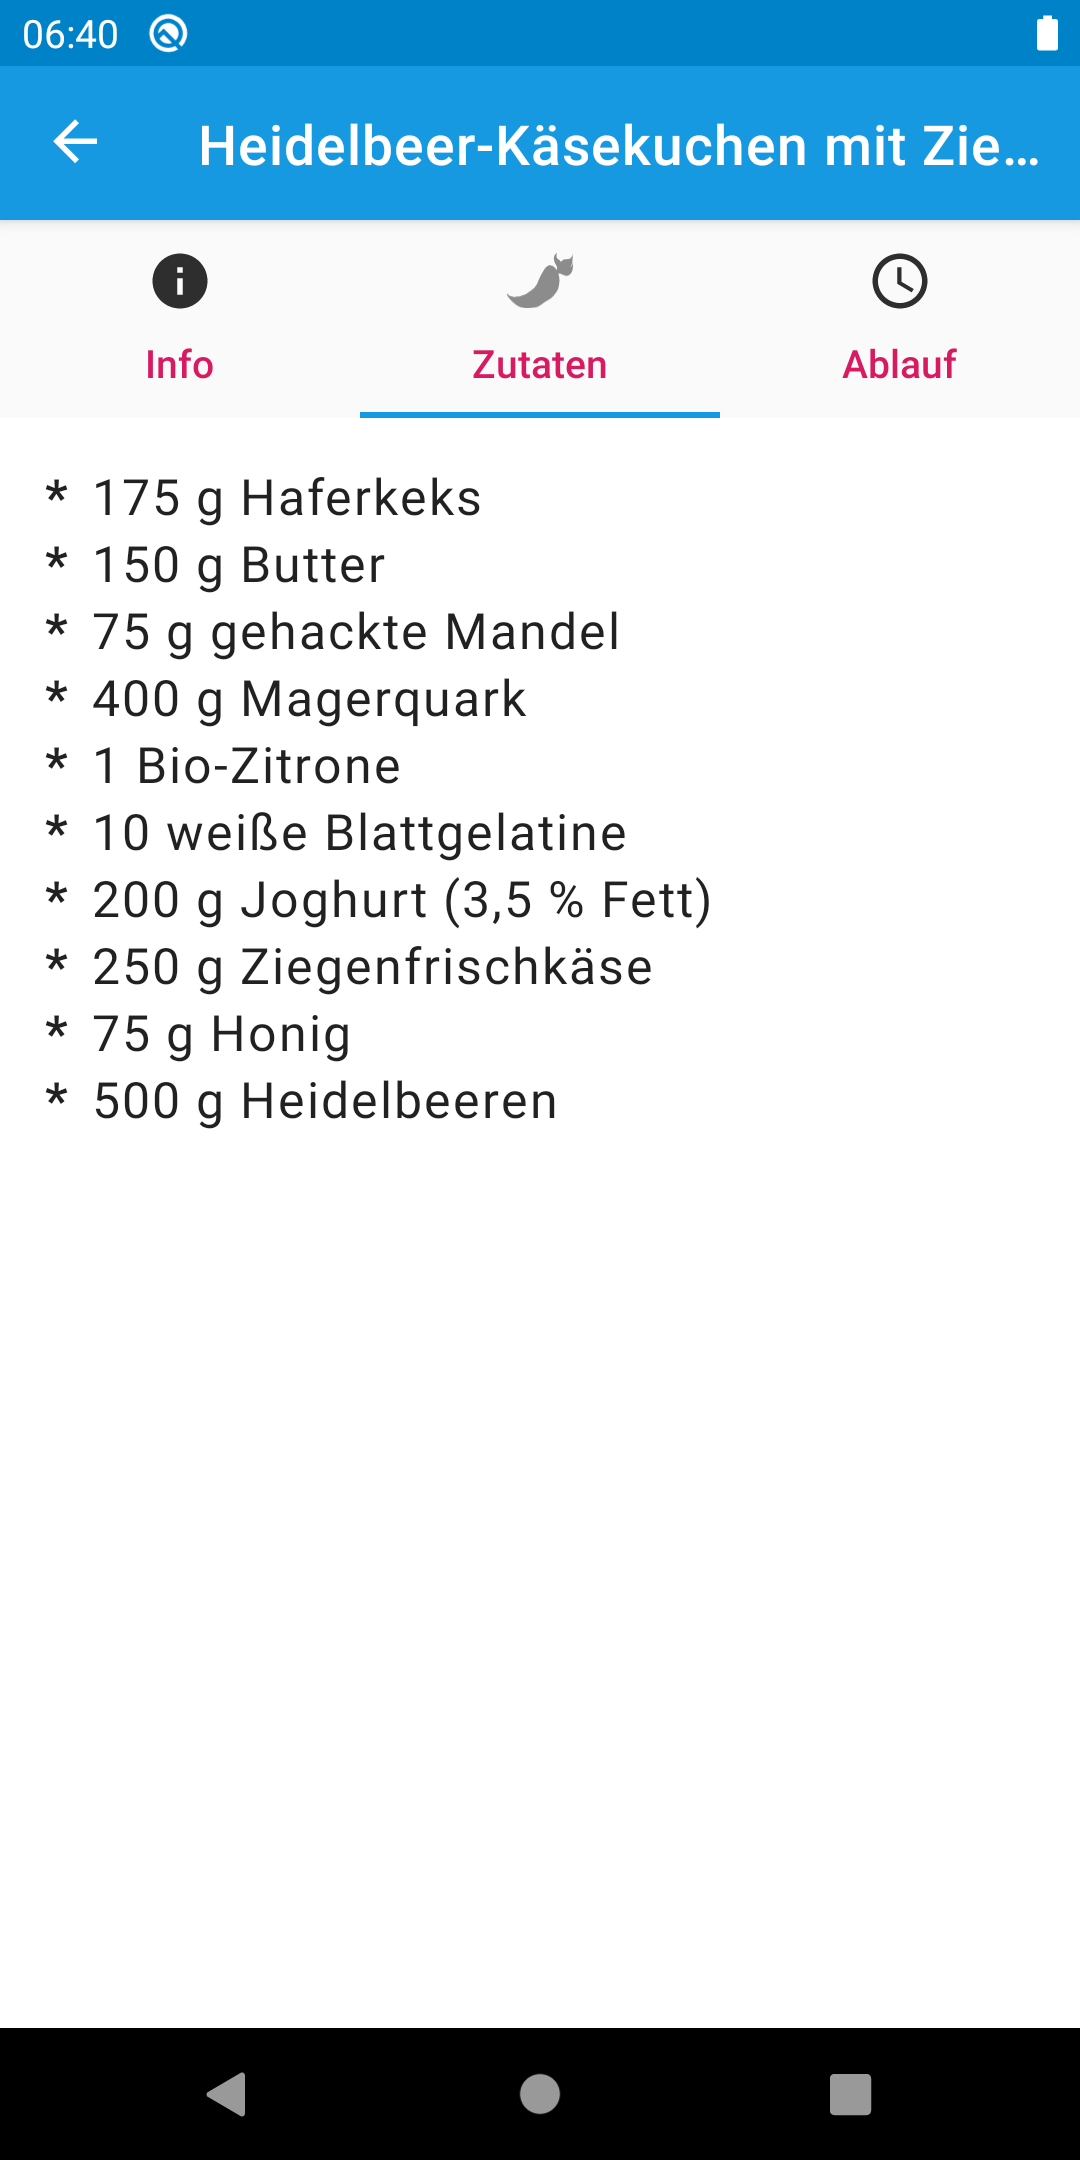 06:40
Heidelbeer-Käsekuchen mit Zie…
Info
Zutaten
Ablauf
* 175 g Haferkeks
* 150 g Butter
* 75 g gehackte Mandel
* 400 g Magerquark
* 1 Bio-Zitrone
* 10 weiße Blattgelatine
* 200 g Joghurt (3,5 % Fett)
* 250 g Ziegenfrischkäse
* 75 g Honig
* 500 g Heidelbeeren